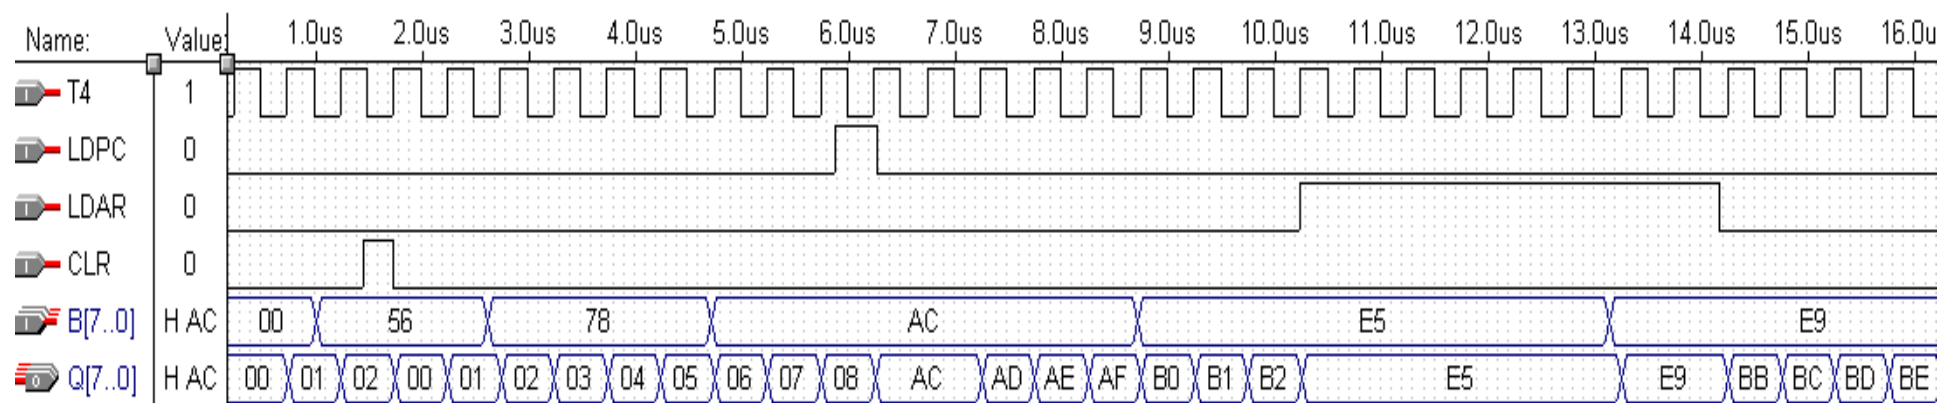 Name: Value: 1.0us 2.0us 3.0us 4.0us 5.0us 6.0us 7.0us 8.0us 9.0us 10.0us 11.0us 12.0us 13.0us 14.0us 15.0us 16.0u
T4 1
LDPC 0
LDAR 0
CLR 0
B[7..0] H AC 00 56 78 AC E5 E9
Q[7..0] H AC 00 01 02 00 01 02 03 04 05 06 07 08 AC AD AE AF B0 B1 B2 E5 E9 BB BC BD BE